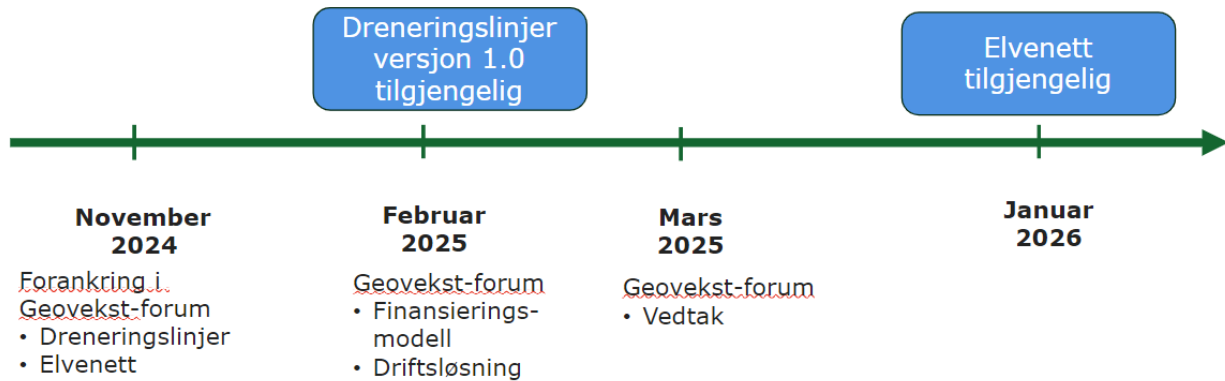 Dreneringslinjer
versjon 1.0
tilgjengelig
Elvenett
tilgjengelig
November
2024
Forankring i
Geovekst-forum
• Dreneringslinjer
• Elvenett
Februar
2025
Geovekst-forum
• Finansierings-
modell
• Driftsløsning
Mars
2025
Geovekst-forum
• Vedtak
Januar
2026